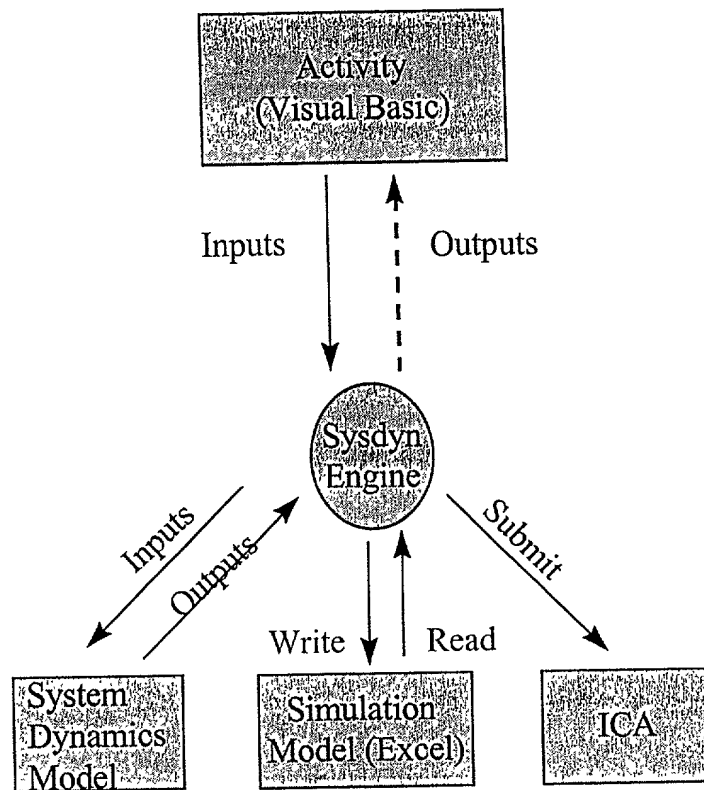 Activity
(Visual Basic)
Inputs
Outputs
Sysdyn
Engine
Inputs
Outputs
Submit
Write
Read
System
Dynamics
Model
Simulation
Model (Excel)
ICA